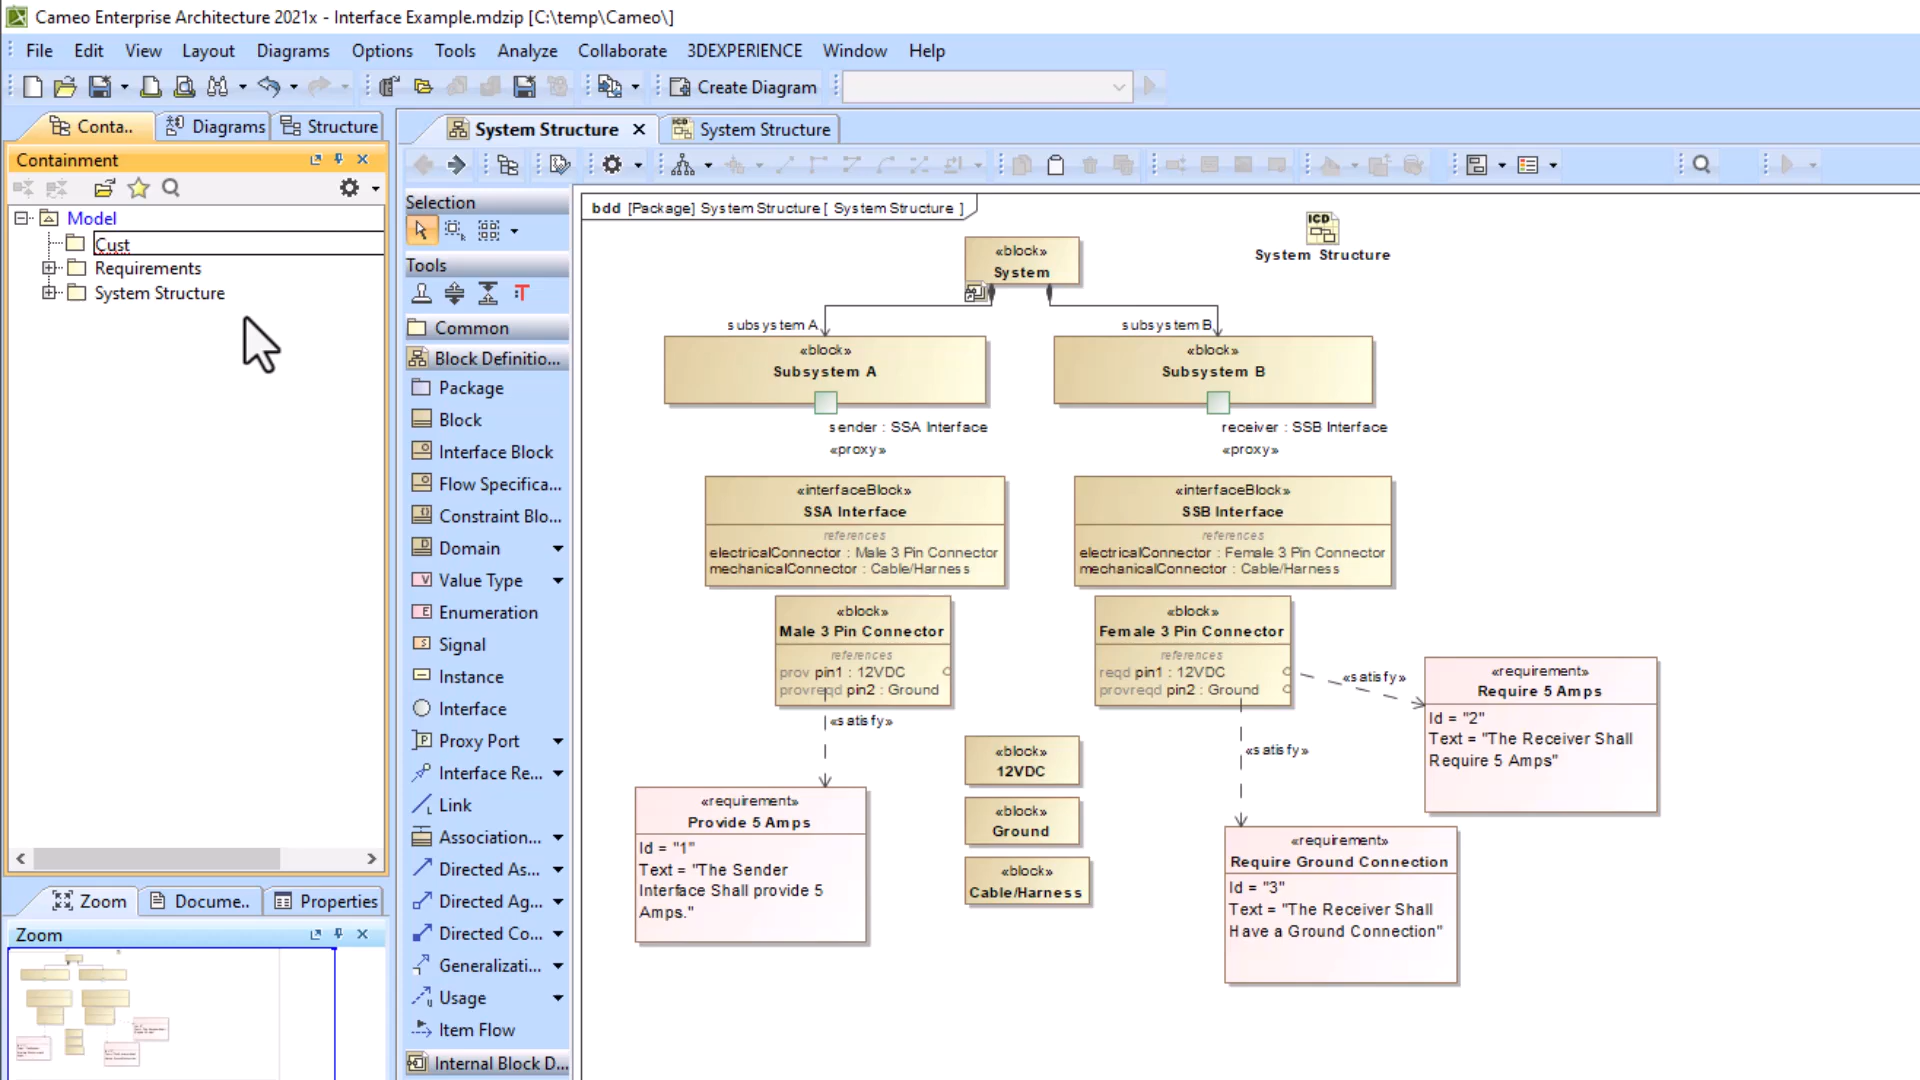 Cameo Enterprise Architecture 2021x - Interface Example.mdzip [C:\temp\Cameo\]
File Edit View Layout Diagrams Options Tools Analyze Collaborate 3DEXPERIENCE Window Help
Create Diagram
Conta.. Diagrams Structure
Containment
Model
Cust
Requirements
System Structure
Zoom Docume.. Properties
Zoom
System Structure System Structure
Selection
Tools
Common
Block Definitio...
Package
Block
Interface Block
Flow Specifica...
Constraint Blo...
Domain
Value Type
Enumeration
Signal
Instance
Interface
Proxy Port
Interface Re...
Link
Association...
Directed As...
Directed Ag...
Directed Co...
Generalizati...
Usage
Item Flow
Internal Block D...
bdd [Package] System Structure [ System Structure ]
ICD
System Structure
«block»
System
subsystem A
subsystem B
«block»
Subsystem A
«block»
Subsystem B
sender : SSA Interface
«proxy»
receiver : SSB Interface
«proxy»
«interfaceBlock»
SSA Interface
references
electricalConnector : Male 3 Pin Connector
mechanicalConnector : Cable/Harness
«interfaceBlock»
SSB Interface
references
electricalConnector : Female 3 Pin Connector
mechanicalConnector : Cable/Harness
«block»
Male 3 Pin Connector
references
prov pin1 : 12VDC
provreqd pin2 : Ground
«block»
Female 3 Pin Connector
references
reqd pin1 : 12VDC
provreqd pin2 : Ground
«satisfy»
«satisfy»
«satisfy»
«requirement»
Require 5 Amps
Id = "2"
Text = "The Receiver Shall
Require 5 Amps"
«block»
12VDC
«block»
Ground
«block»
Cable/Harness
«requirement»
Provide 5 Amps
Id = "1"
Text = "The Sender
Interface Shall provide 5
Amps."
«requirement»
Require Ground Connection
Id = "3"
Text = "The Receiver Shall
Have a Ground Connection"